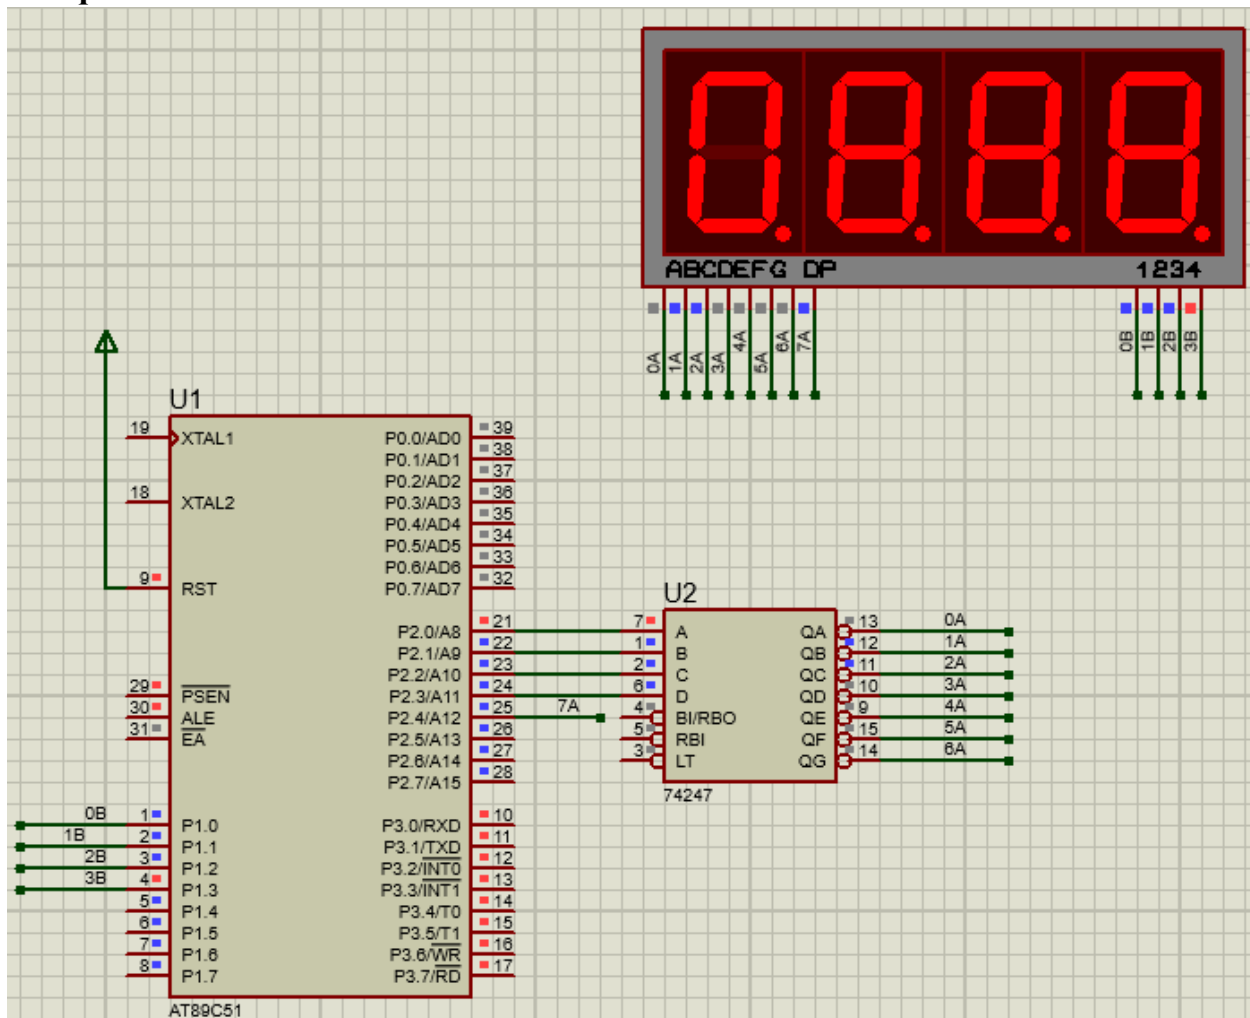 ABCDEFG DP
1234
0A
1A
2A
3A
4A
5A
6A
7A
0B
1B
2B
3B
U1
19 XTAL1
18 XTAL2
9 RST
29 PSEN
30 ALE
31 EA
0B 1 P1.0
1B 2 P1.1
2B 3 P1.2
3B 4 P1.3
5 P1.4
6 P1.5
7 P1.6
8 P1.7
P0.0/AD0 39
P0.1/AD1 38
P0.2/AD2 37
P0.3/AD3 36
P0.4/AD4 35
P0.5/AD5 34
P0.6/AD6 33
P0.7/AD7 32
P2.0/A8 21
P2.1/A9 22
P2.2/A10 23
P2.3/A11 24
P2.4/A12 25 7A
P2.5/A13 26
P2.6/A14 27
P2.7/A15 28
P3.0/RXD 10
P3.1/TXD 11
P3.2/INT0 12
P3.3/INT1 13
P3.4/T0 14
P3.5/T1 15
P3.6/WR 16
P3.7/RD 17
AT89C51
U2
7 A QA 13 0A
1 B QB 12 1A
2 C QC 11 2A
6 D QD 10 3A
4 BI/RBO QE 9 4A
5 RBI QF 15 5A
3 LT QG 14 6A
74247